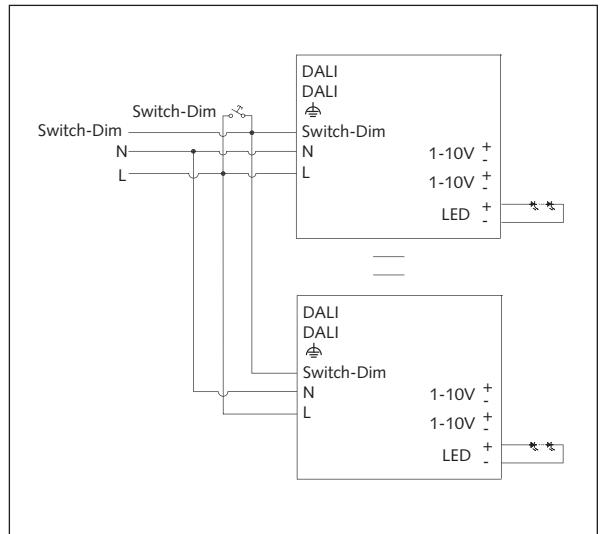 DALI
DALI
Switch-Dim
Switch-Dim
Switch-Dim
N
N
L
L
1-10V + -
1-10V + -
LED + -
DALI
DALI
Switch-Dim
N
L
1-10V + -
1-10V + -
LED + -